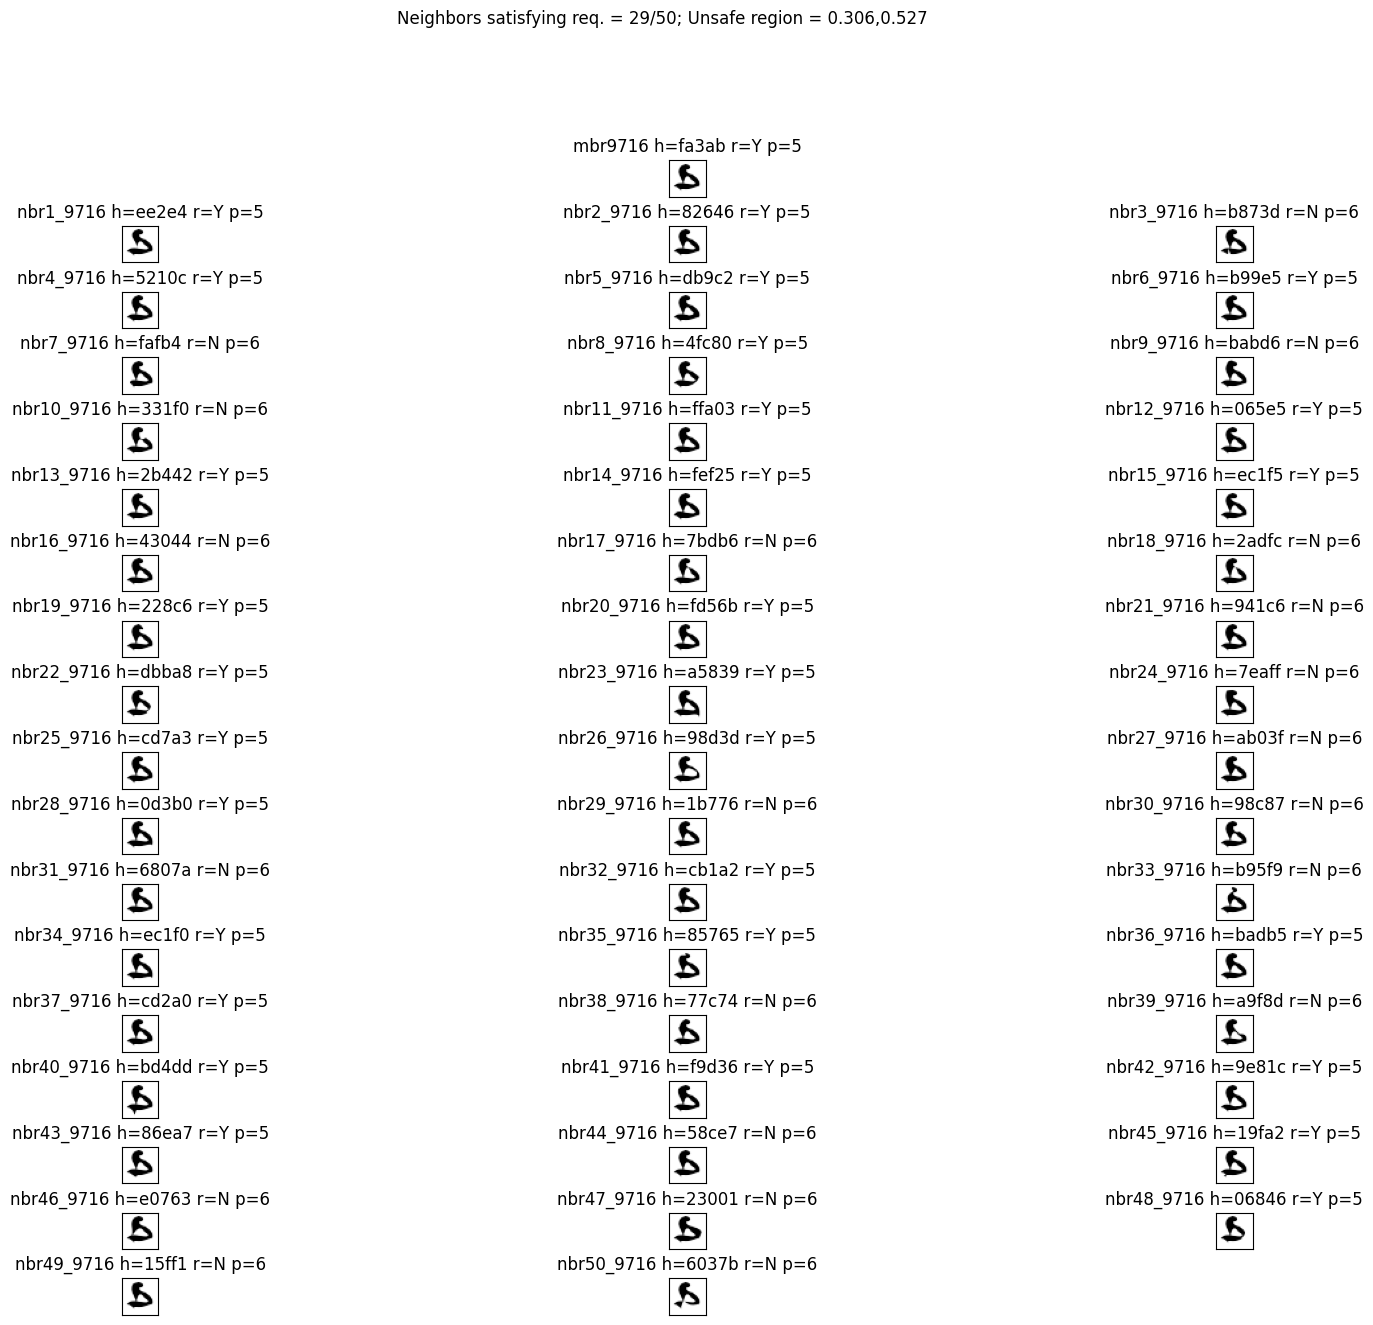 Neighbors satisfying req. = 29/50; Unsafe region = 0.306,0.527
mbr9716 h=fa3ab r=Y p=5
nbr1_9716 h=ee2e4 r=Y p=5 nbr2_9716 h=82646 r=Y p=5 nbr3_9716 h=b873d r=N p=6
nbr4_9716 h=5210c r=Y p=5 nbr5_9716 h=db9c2 r=Y p=5 nbr6_9716 h=b99e5 r=Y p=5
nbr7_9716 h=fafb4 r=N p=6 nbr8_9716 h=4fc80 r=Y p=5 nbr9_9716 h=babd6 r=N p=6
nbr10_9716 h=331f0 r=N p=6 nbr11_9716 h=ffa03 r=Y p=5 nbr12_9716 h=065e5 r=Y p=5
nbr13_9716 h=2b442 r=Y p=5 nbr14_9716 h=fef25 r=Y p=5 nbr15_9716 h=ec1f5 r=Y p=5
nbr16_9716 h=43044 r=N p=6 nbr17_9716 h=7bdb6 r=N p=6 nbr18_9716 h=2adfc r=N p=6
nbr19_9716 h=228c6 r=Y p=5 nbr20_9716 h=fd56b r=Y p=5 nbr21_9716 h=941c6 r=N p=6
nbr22_9716 h=dbba8 r=Y p=5 nbr23_9716 h=a5839 r=Y p=5 nbr24_9716 h=7eaff r=N p=6
nbr25_9716 h=cd7a3 r=Y p=5 nbr26_9716 h=98d3d r=Y p=5 nbr27_9716 h=ab03f r=N p=6
nbr28_9716 h=0d3b0 r=Y p=5 nbr29_9716 h=1b776 r=N p=6 nbr30_9716 h=98c87 r=N p=6
nbr31_9716 h=6807a r=N p=6 nbr32_9716 h=cb1a2 r=Y p=5 nbr33_9716 h=b95f9 r=N p=6
nbr34_9716 h=ec1f0 r=Y p=5 nbr35_9716 h=85765 r=Y p=5 nbr36_9716 h=badb5 r=Y p=5
nbr37_9716 h=cd2a0 r=Y p=5 nbr38_9716 h=77c74 r=N p=6 nbr39_9716 h=a9f8d r=N p=6
nbr40_9716 h=bd4dd r=Y p=5 nbr41_9716 h=f9d36 r=Y p=5 nbr42_9716 h=9e81c r=Y p=5
nbr43_9716 h=86ea7 r=Y p=5 nbr44_9716 h=58ce7 r=N p=6 nbr45_9716 h=19fa2 r=Y p=5
nbr46_9716 h=e0763 r=N p=6 nbr47_9716 h=23001 r=N p=6 nbr48_9716 h=06846 r=Y p=5
nbr49_9716 h=15ff1 r=N p=6 nbr50_9716 h=6037b r=N p=6